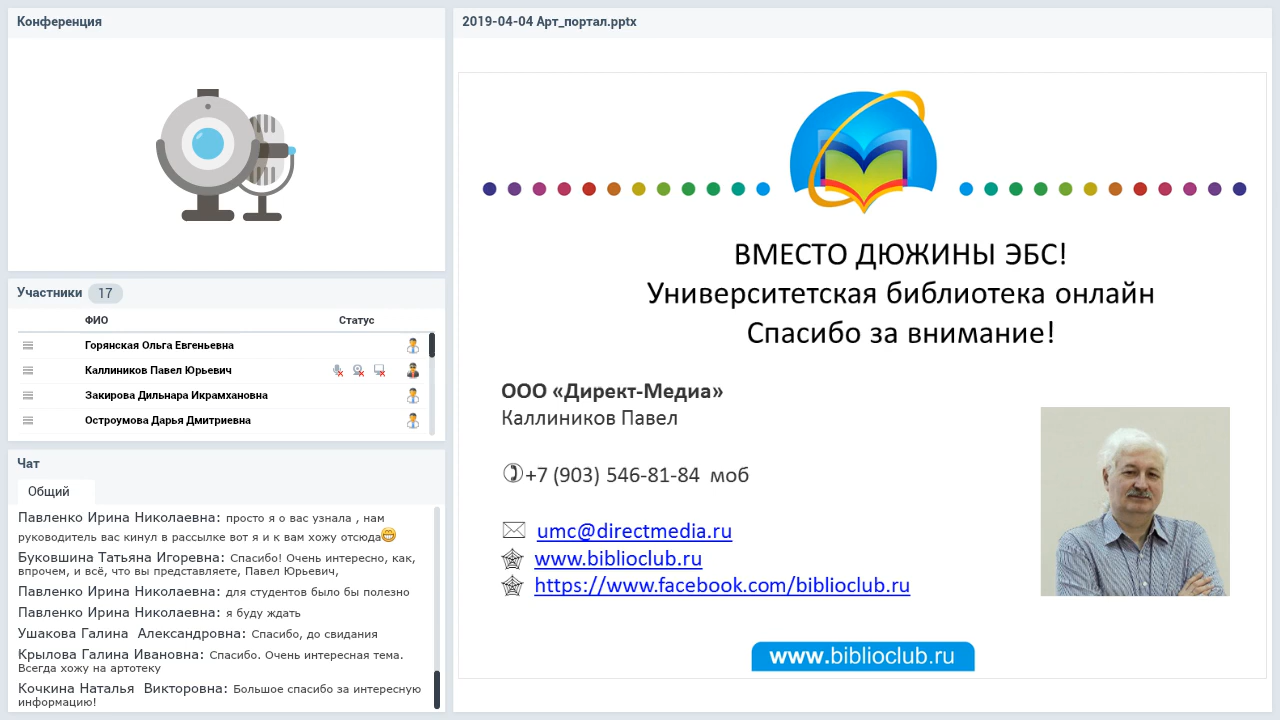 Конференция
Участники 17
ФИО Статус
Горянская Ольга Евгеньевна
Каллиников Павел Юрьевич
Закирова Дильнара Икрамхановна
Остроумова Дарья Дмитриевна
Чат
Общий
Павленко Ирина Николаевна: просто я о вас узнала , нам
руководитель вас кинул в рассылке вот я и к вам хожу отсюда
Буковшина Татьяна Игоревна: Спасибо! Очень интересно, как,
впрочем, и всё, что вы представляете, Павел Юрьевич,
Павленко Ирина Николаевна: для студентов было бы полезно
Павленко Ирина Николаевна: я буду ждать
Ушакова Галина Александровна: Спасибо, до свидания
Крылова Галина Ивановна: Спасибо. Очень интересная тема.
Всегда хожу на артотеку
Кочкина Наталья Викторовна: Большое спасибо за интересную
информацию!
2019-04-04 Арт_портал.pptx
ВМЕСТО ДЮЖИНЫ ЭБС!
Университетская библиотека онлайн
Спасибо за внимание!
ООО «Директ-Медиа»
Каллиников Павел
+7 (903) 546-81-84 моб
umc@directmedia.ru
www.biblioclub.ru
https://www.facebook.com/biblioclub.ru
www.biblioclub.ru